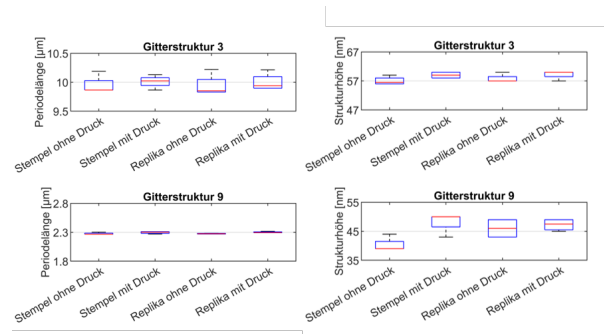 Gitterstruktur 3
Periodelänge [µm]
10.5
10
9.5
Stempel ohne Druck
Stempel mit Druck
Replika ohne Druck
Replika mit Druck
Gitterstruktur 3
Strukturhöhe [nm]
67
57
47
Stempel ohne Druck
Stempel mit Druck
Replika ohne Druck
Replika mit Druck
Gitterstruktur 9
Periodelänge [µm]
2.8
2.3
1.8
Stempel ohne Druck
Stempel mit Druck
Replika ohne Druck
Replika mit Druck
Gitterstruktur 9
Strukturhöhe [nm]
55
45
35
Stempel ohne Druck
Stempel mit Druck
Replika ohne Druck
Replika mit Druck